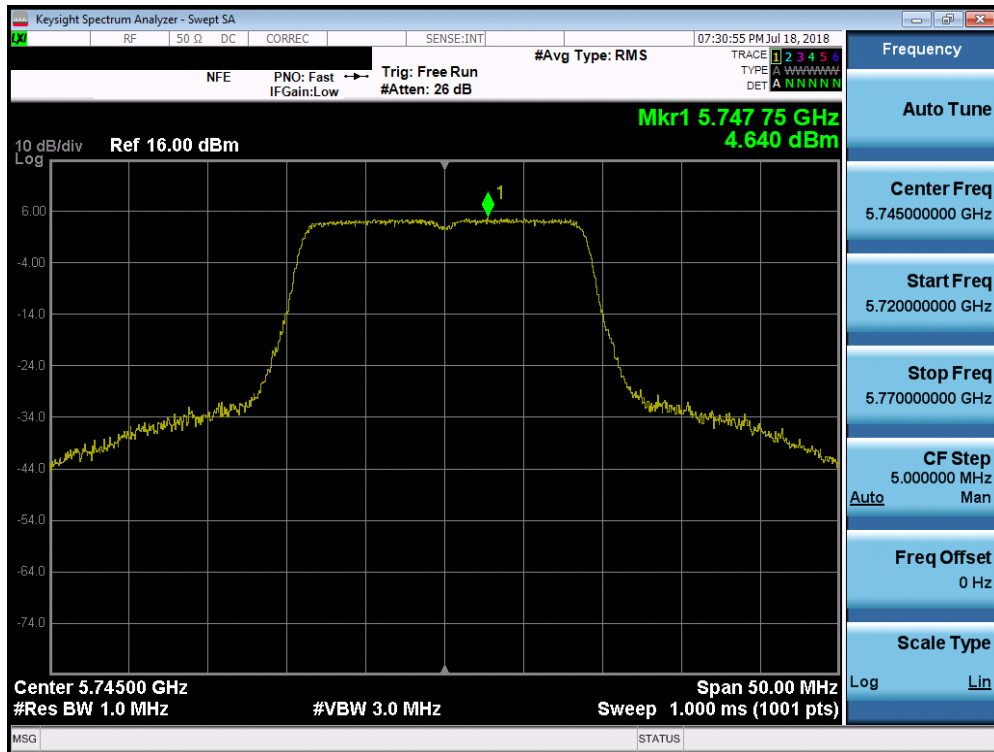 Keysight Spectrum Analyzer - Swept SA
LXI RF 50 Ω DC CORREC SENSE:INT 07:30:55 PM Jul 18, 2018
#Avg Type: RMS TRACE 1 2 3 4 5 6
NFE PNO: Fast Trig: Free Run TYPE A WWWWWW
IFGain:Low #Atten: 26 dB DET A N N N N N
Mkr1 5.747 75 GHz
4.640 dBm
10 dB/div Ref 16.00 dBm
Log
1
6.00
-4.00
-14.0
-24.0
-34.0
-44.0
-54.0
-64.0
-74.0
Center 5.74500 GHz Span 50.00 MHz
#Res BW 1.0 MHz #VBW 3.0 MHz Sweep 1.000 ms (1001 pts)
MSG STATUS
Frequency
Auto Tune
Center Freq
5.745000000 GHz
Start Freq
5.720000000 GHz
Stop Freq
5.770000000 GHz
CF Step
5.000000 MHz
Auto Man
Freq Offset
0 Hz
Scale Type
Log Lin